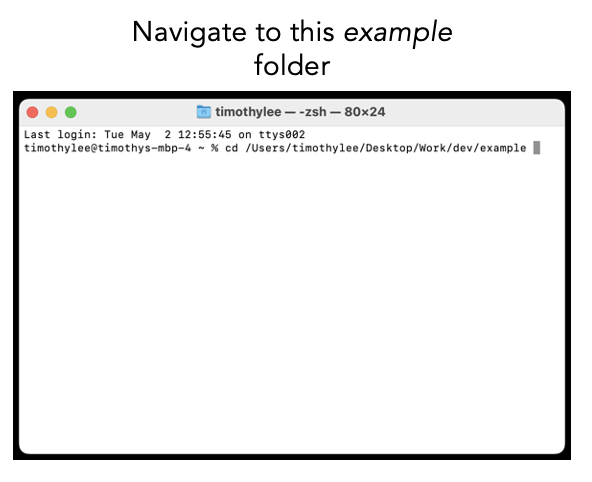 Navigate to this example
folder
timothylee — -zsh — 80×24
Last login: Tue May  2 12:55:45 on ttys002
timothylee@timothys-mbp-4 ~ % cd /Users/timothylee/Desktop/Work/dev/example